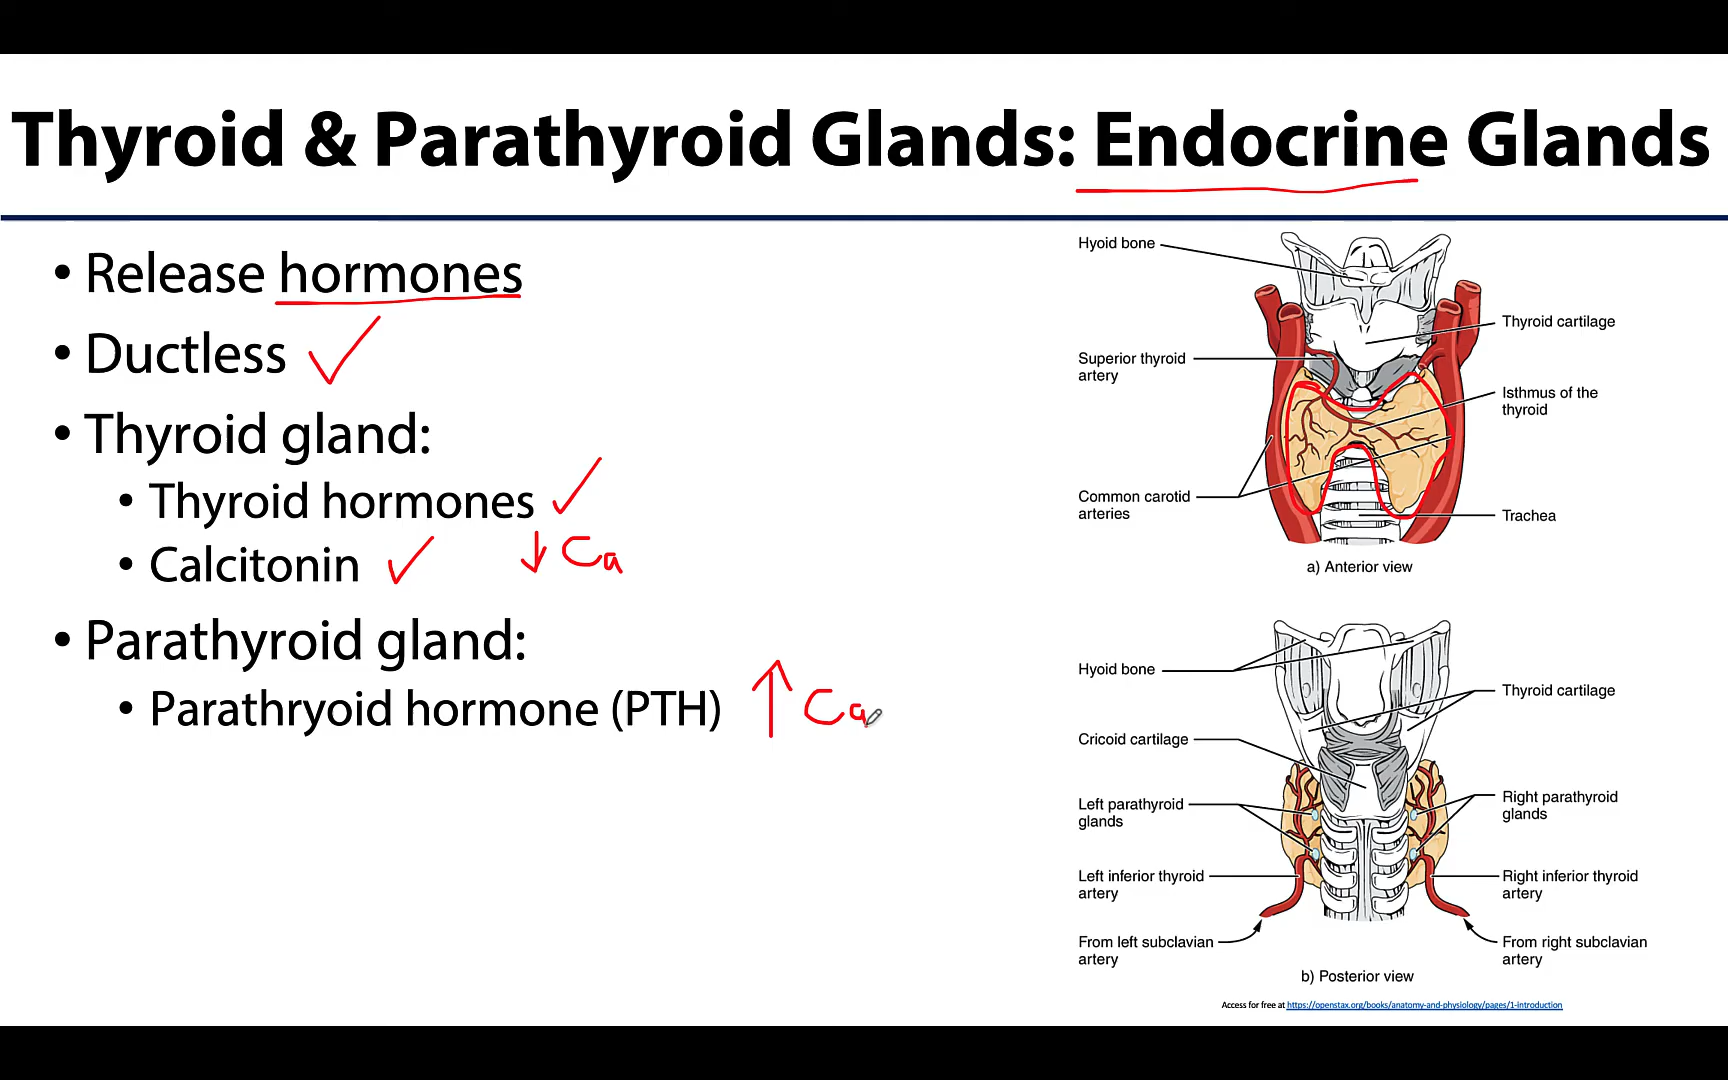 Thyroid & Parathyroid Glands: Endocrine Glands
• Release hormones
• Ductless
• Thyroid gland:
• Thyroid hormones
• Calcitonin
↓ Ca
• Parathyroid gland:
• Parathryoid hormone (PTH)
↑ Ca
Hyoid bone
Thyroid cartilage
Superior thyroid
artery
Isthmus of the
thyroid
Common carotid
arteries
Trachea
a) Anterior view
Hyoid bone
Thyroid cartilage
Cricoid cartilage
Left parathyroid
glands
Right parathyroid
glands
Left inferior thyroid
artery
Right inferior thyroid
artery
From left subclavian
artery
From right subclavian
artery
b) Posterior view
Access for free at https://openstax.org/books/anatomy-and-physiology/pages/1-introduction